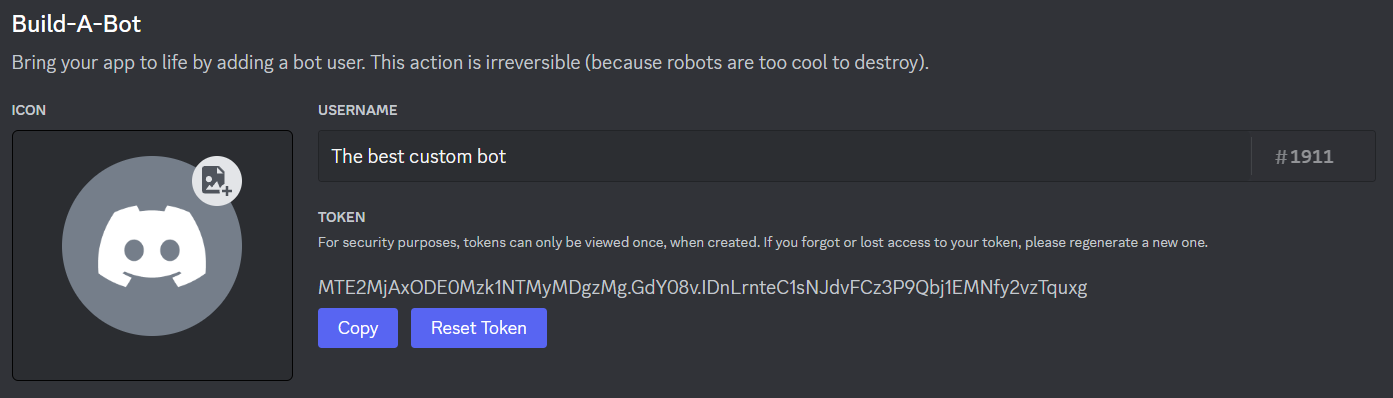 Build-A-Bot
Bring your app to life by adding a bot user. This action is irreversible (because robots are too cool to destroy).
ICON
USERNAME
The best custom bot
#1911
TOKEN
For security purposes, tokens can only be viewed once, when created. If you forgot or lost access to your token, please regenerate a new one.
MTE2MjAxODE0Mzk1NTMyMDgzMg.GdY08v.IDnLrnteC1sNJdvFCz3P9Qbj1EMNfy2vzTquxg
Copy
Reset Token